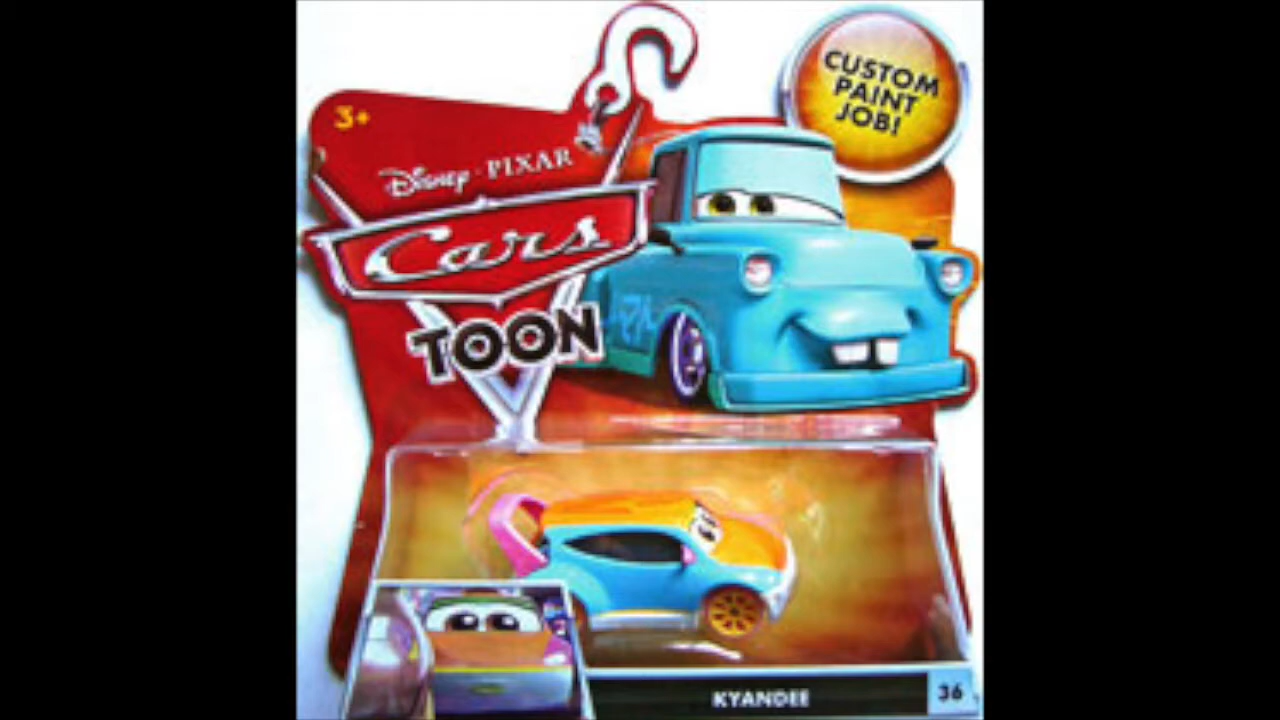 CUSTOM
PAINT
JOB!
3+
DISNEY · PIXAR
Cars
TOON
KYANDEE
36